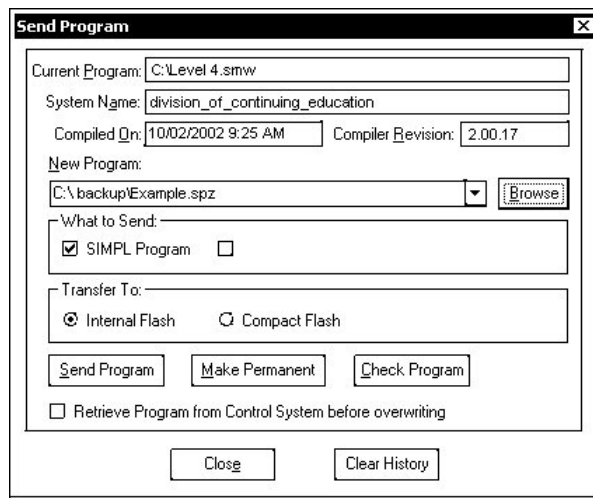 Send Program
Current Program: C:\Level 4.smw
System Name: division_of_continuing_education
Compiled On: 10/02/2002 9:25 AM Compiler Revision: 2.00.17
New Program:
C:\ backup\Example.spz Browse
What to Send:
SIMPL Program
Transfer To:
Internal Flash Compact Flash
Send Program Make Permanent Check Program
Retrieve Program from Control System before overwriting
Close Clear History